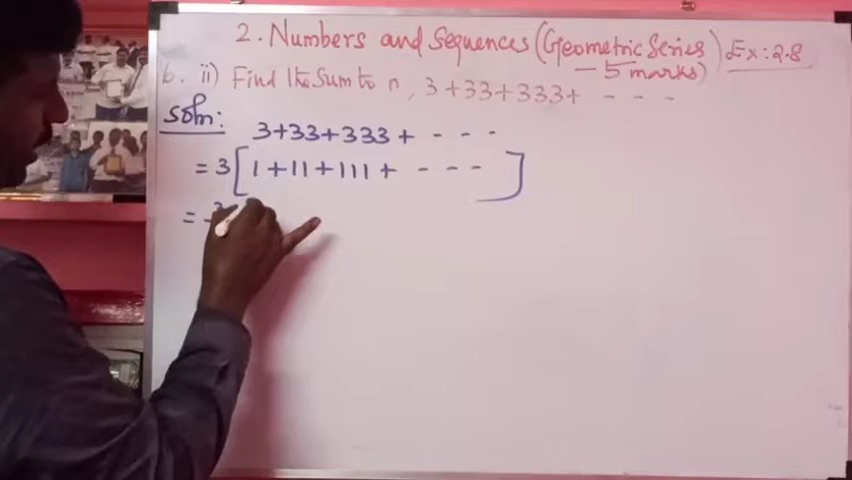 2. Numbers and Sequences (Geometric Series) Ex: 2.8
- 5 marks)
6. ii) Find the Sum to n, 3+33+333+ - - -
Soln:
3+33+333+ - - -
= 3[1+11+111+ - - - ]
= 3